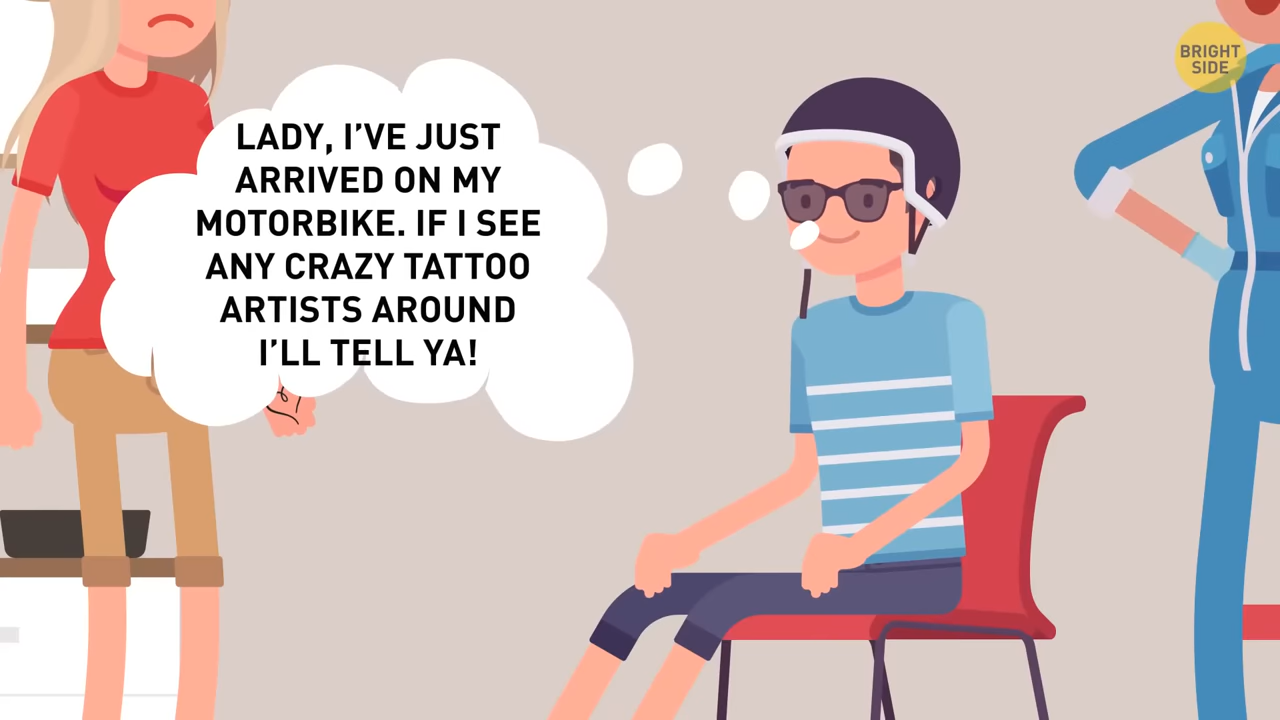 LADY, I'VE JUST
ARRIVED ON MY
MOTORBIKE. IF I SEE
ANY CRAZY TATTOO
ARTISTS AROUND
I'LL TELL YA!
BRIGHT
SIDE